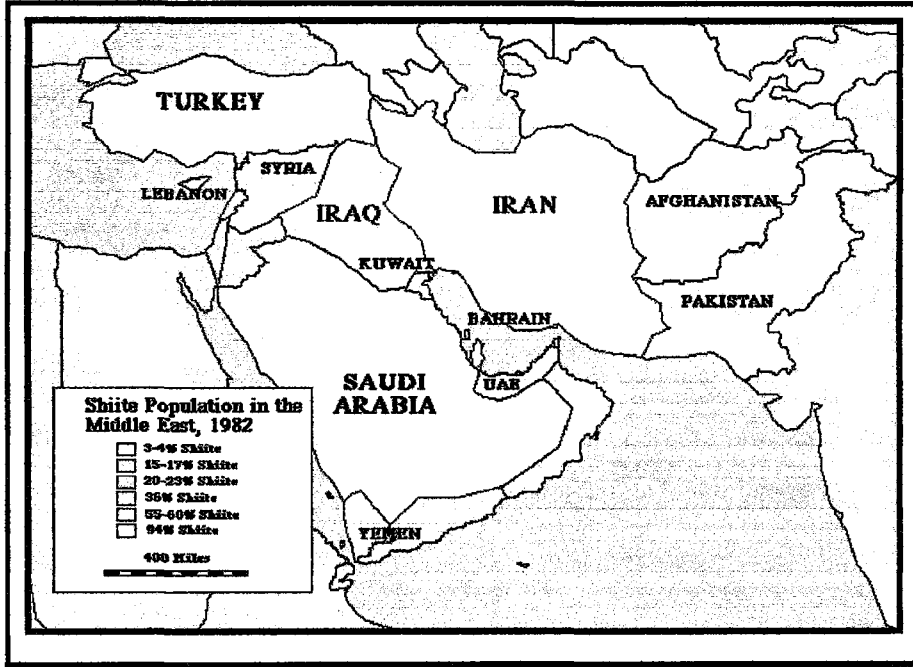 TURKEY
SYRIA
LEBANON
IRAQ
IRAN
AFGHANISTAN
KUWAIT
PAKISTAN
BAHRAIN
SAUDI
ARABIA
UAE
YEMEN
Shiite Population in the
Middle East, 1982
3-4% Shiite
15-17% Shiite
20-23% Shiite
36% Shiite
55-60% Shiite
94% Shiite
400 Miles